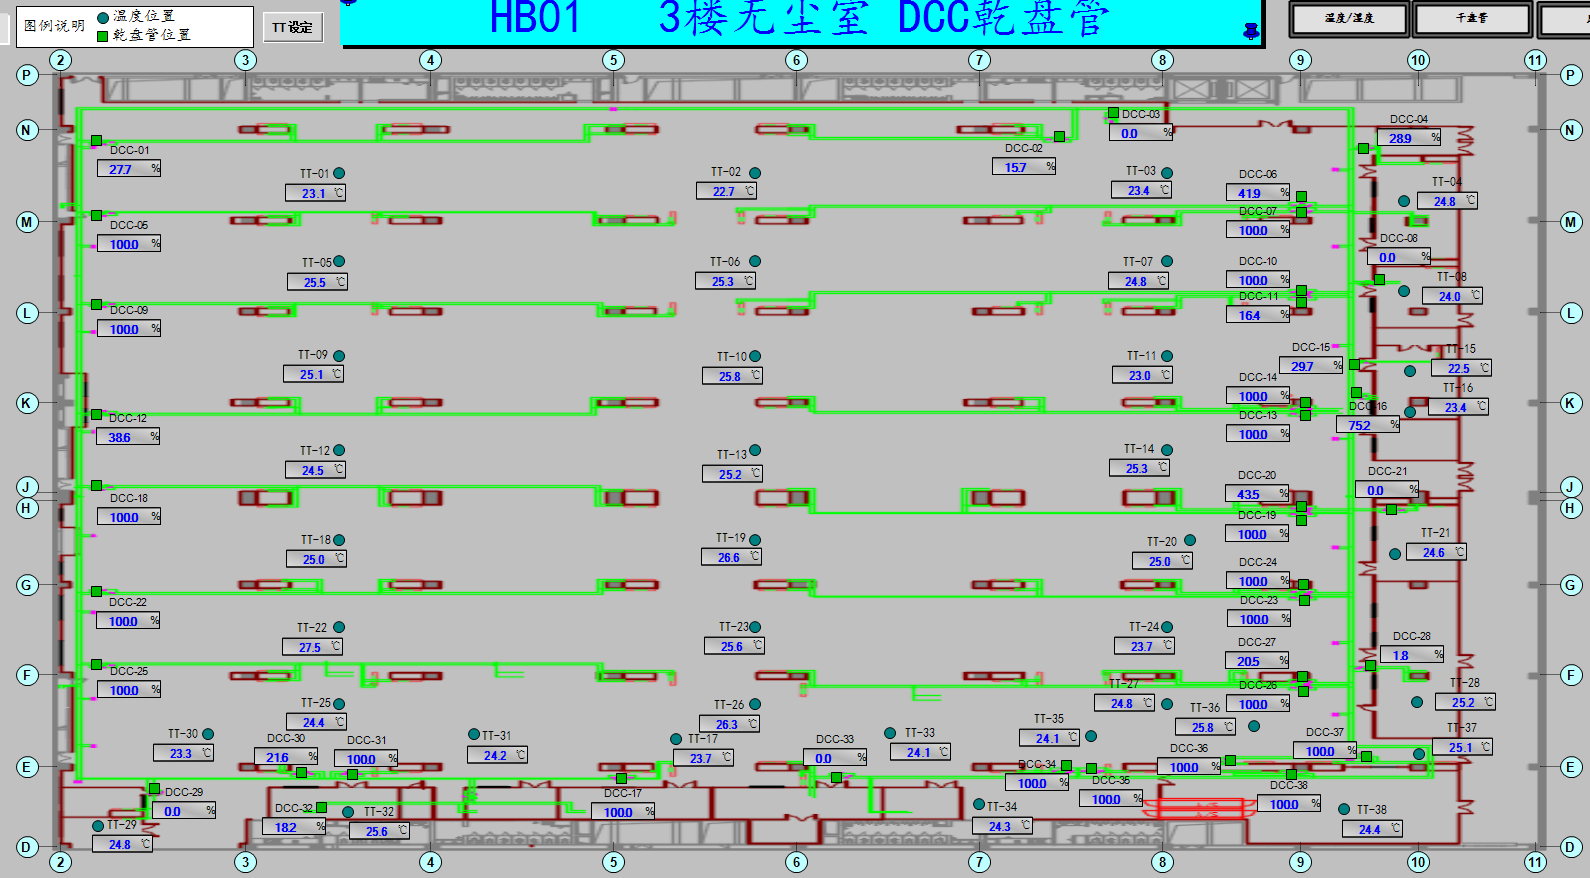 图例说明
温度位置
乾盘管位置
TT设定
HB01 3楼无尘室 DCC乾盘管
温度/湿度
干盘管
2 3 4 5 6 7 8 9 10 11
P P
N N
DCC-01
27.7 %
DCC-02
15.7 %
DCC-03
0.0 %
DCC-04
28.9 %
TT-01
23.1 ℃
TT-02
22.7 ℃
TT-03
23.4 ℃
DCC-06
41.9 %
TT-04
24.8 ℃
M M
DCC-05
100.0 %
DCC-07
100.0 %
DCC-08
0.0 %
TT-05
25.5 ℃
TT-06
25.3 ℃
TT-07
24.8 ℃
DCC-10
100.0 %
TT-08
24.0 ℃
L L
DCC-09
100.0 %
DCC-11
16.4 %
TT-09
25.1 ℃
TT-10
25.8 ℃
TT-11
23.0 ℃
DCC-15
29.7 %
TT-15
22.5 ℃
DCC-14
100.0 %
TT-16
23.4 ℃
K K
DCC-12
38.6 %
DCC-13
100.0 %
DCC-16
75.2 %
TT-12
24.5 ℃
TT-13
25.2 ℃
TT-14
25.3 ℃
DCC-20
43.5 %
DCC-21
0.0 %
J J
H H
DCC-18
100.0 %
DCC-19
100.0 %
TT-18
25.0 ℃
TT-19
26.6 ℃
TT-20
25.0 ℃
TT-21
24.6 ℃
DCC-24
100.0 %
G G
DCC-22
100.0 %
DCC-23
100.0 %
TT-22
27.5 ℃
TT-23
25.6 ℃
TT-24
23.7 ℃
DCC-27
20.5 %
DCC-28
1.8 %
F F
DCC-25
100.0 %
DCC-26
100.0 %
TT-25
24.4 ℃
TT-26
26.3 ℃
TT-27
24.8 ℃
TT-28
25.2 ℃
TT-30
23.3 ℃
DCC-30
21.6 %
DCC-31
100.0 %
TT-31
24.2 ℃
TT-17
23.7 ℃
DCC-33
0.0 %
TT-33
24.1 ℃
TT-35
24.1 ℃
TT-36
25.8 ℃
DCC-36
100.0 %
DCC-37
100.0 %
TT-37
25.1 ℃
E E
DCC-29
0.0 %
DCC-32
18.2 %
TT-32
25.6 ℃
DCC-17
100.0 %
DCC-34
100.0 %
DCC-35
100.0 %
DCC-38
100.0 %
TT-29
24.8 ℃
TT-34
24.3 ℃
TT-38
24.4 ℃
D D
2 3 4 5 6 7 8 9 10 11